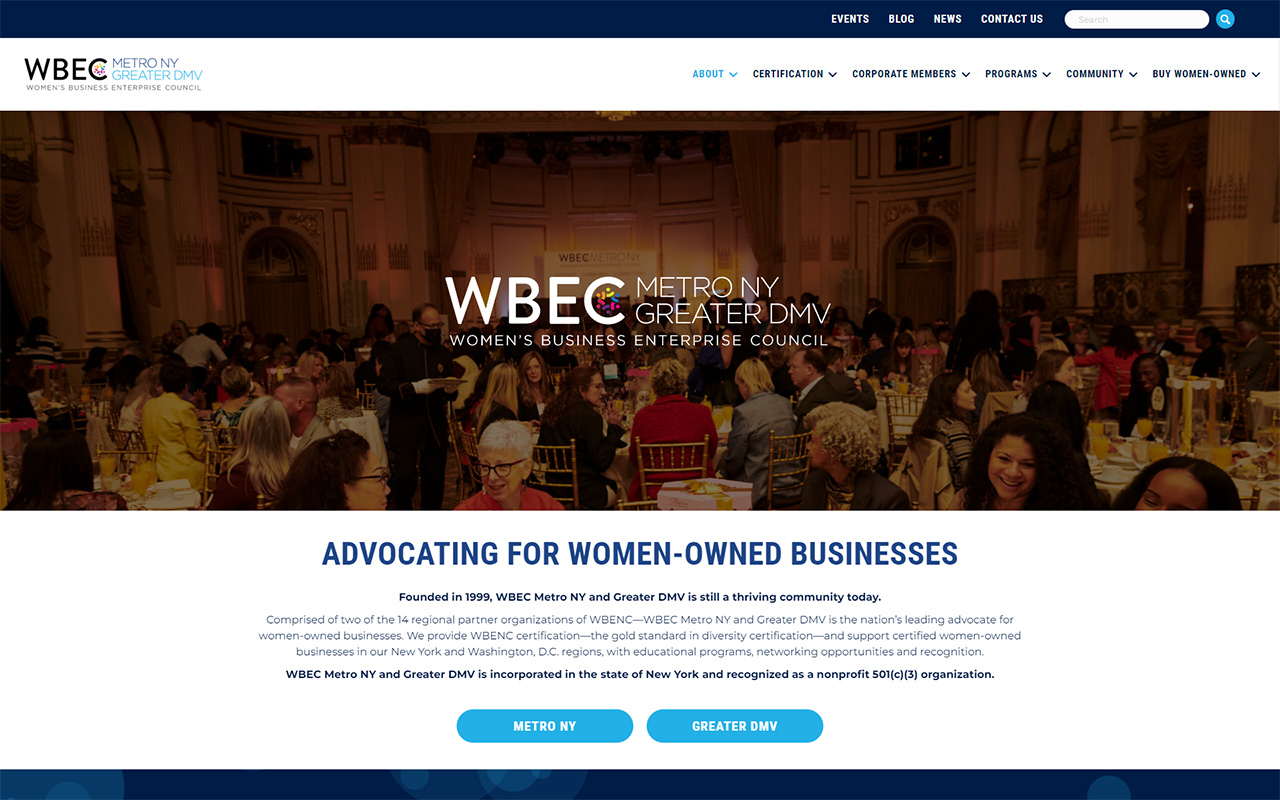 EVENTS BLOG NEWS CONTACT US Search
WBEC METRO NY
GREATER DMV
WOMEN'S BUSINESS ENTERPRISE COUNCIL
ABOUT CERTIFICATION CORPORATE MEMBERS PROGRAMS COMMUNITY BUY WOMEN-OWNED
WBECMETRONY
WBEC METRO NY
GREATER DMV
WOMEN'S BUSINESS ENTERPRISE COUNCIL
ADVOCATING FOR WOMEN-OWNED BUSINESSES
Founded in 1999, WBEC Metro NY and Greater DMV is still a thriving community today.
Comprised of two of the 14 regional partner organizations of WBENC—WBEC Metro NY and Greater DMV is the nation's leading advocate for
women-owned businesses. We provide WBENC certification—the gold standard in diversity certification—and support certified women-owned
businesses in our New York and Washington, D.C. regions, with educational programs, networking opportunities and recognition.
WBEC Metro NY and Greater DMV is incorporated in the state of New York and recognized as a nonprofit 501(c)(3) organization.
METRO NY GREATER DMV